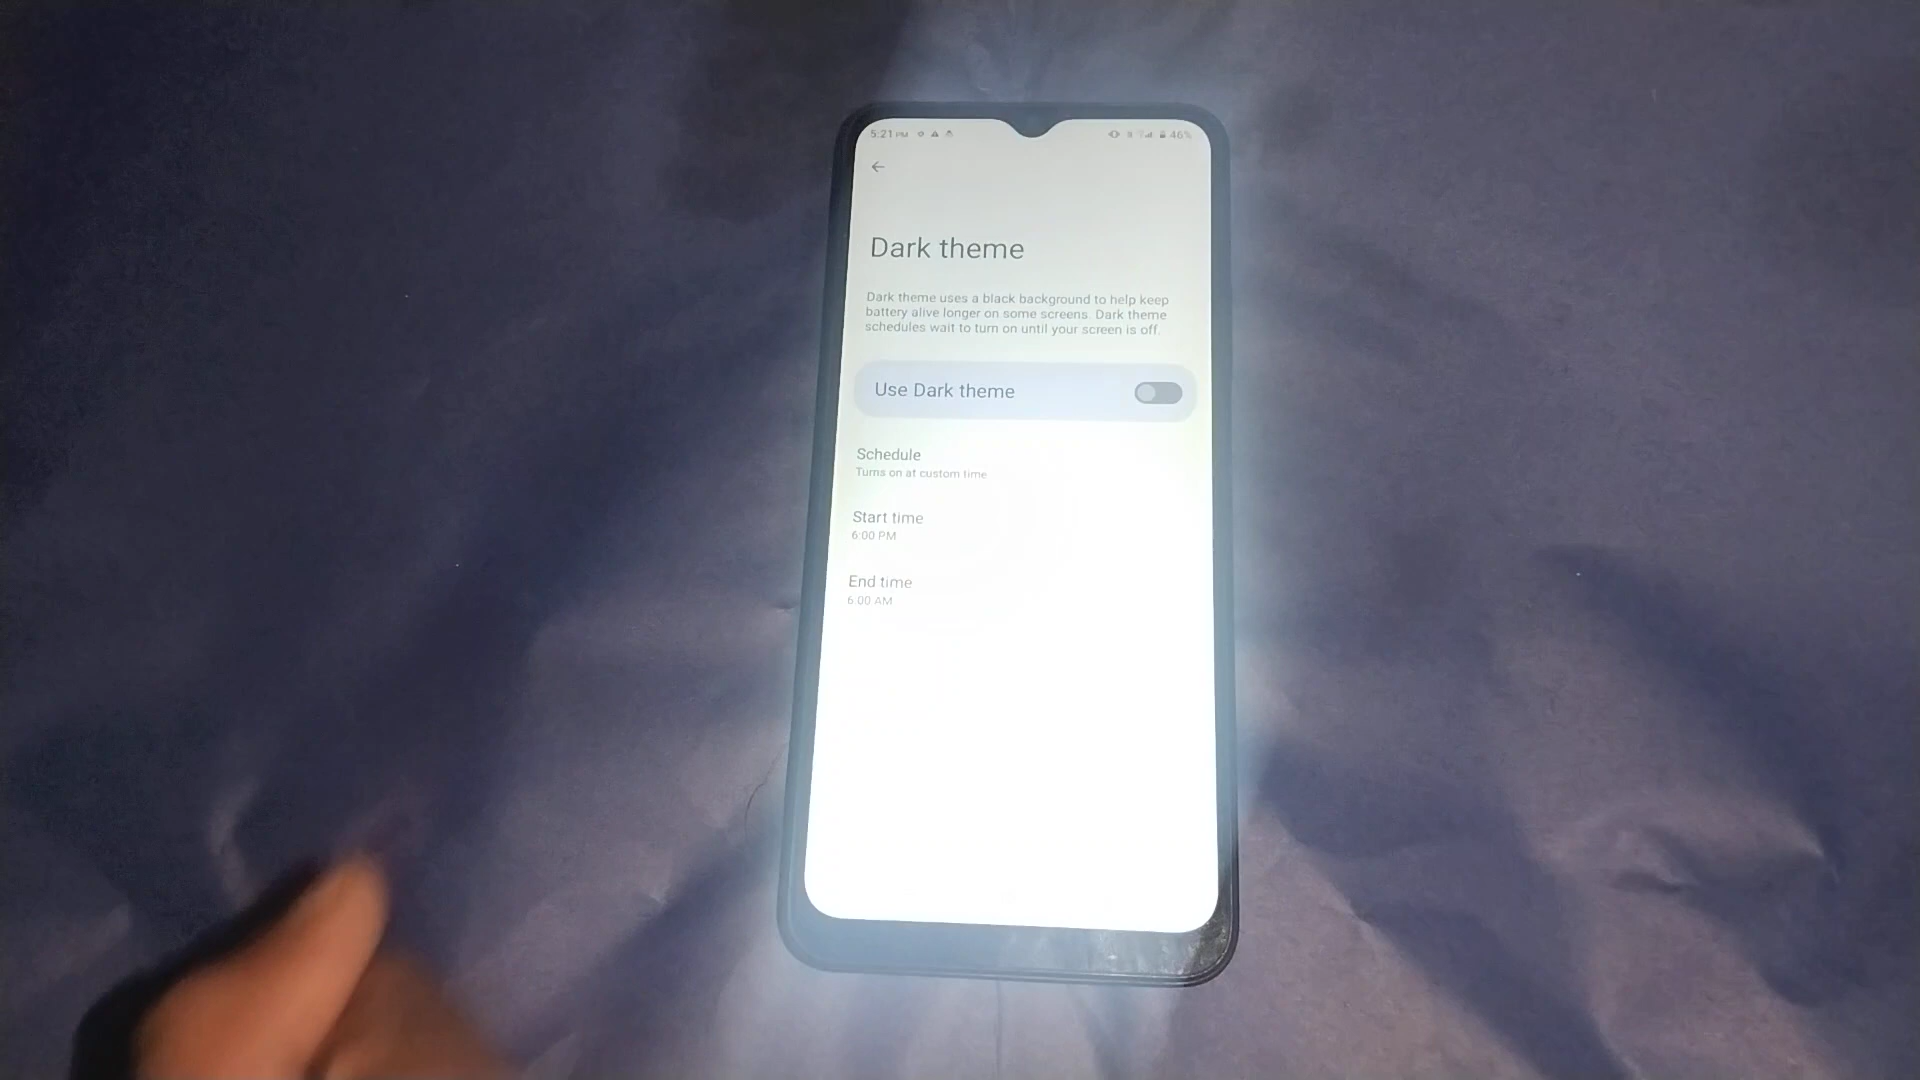 5:21 PM 46%
Dark theme
Dark theme uses a black background to help keep
battery alive longer on some screens. Dark theme
schedules wait to turn on until your screen is off.
Use Dark theme
Schedule
Turns on at custom time
Start time
6:00 PM
End time
6:00 AM